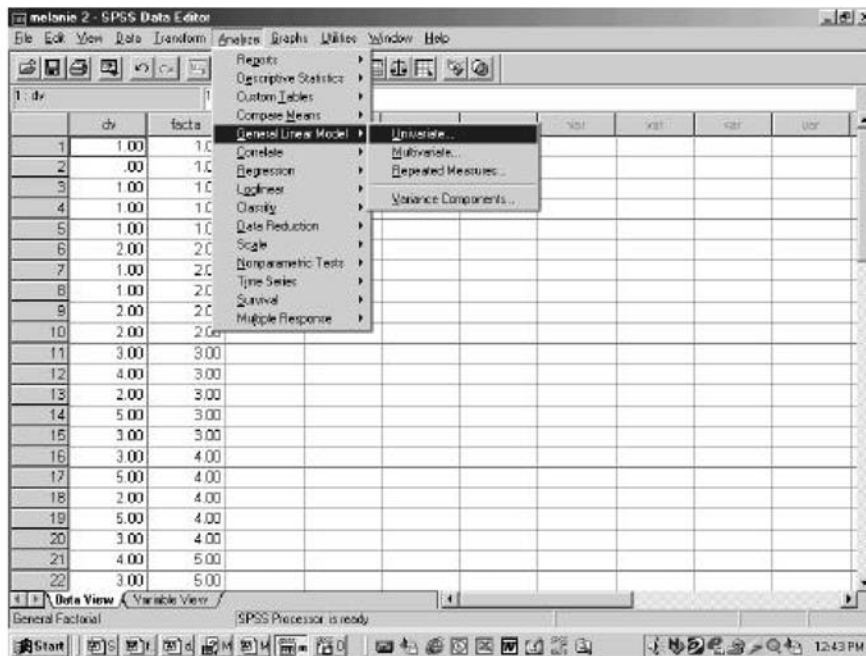 melanie 2 - SPSS Data Editor
File Edit View Data Transform Analyze Graphs Utilities Window Help
1 : dv
Reports
Descriptive Statistics
Custom Tables
Compare Means
General Linear Model
Correlate
Regression
Loglinear
Classify
Data Reduction
Scale
Nonparametric Tests
Time Series
Survival
Multiple Response
Univariate...
Multivariate...
Repeated Measures...
Variance Components...
dv facta var var var var
1 1.00 1.0
2 .00 1.0
3 1.00 1.0
4 1.00 1.0
5 1.00 1.0
6 2.00 2.0
7 1.00 2.0
8 1.00 2.0
9 2.00 2.0
10 2.00 2.00
11 3.00 3.00
12 4.00 3.00
13 2.00 3.00
14 5.00 3.00
15 3.00 3.00
16 3.00 4.00
17 5.00 4.00
18 2.00 4.00
19 5.00 4.00
20 3.00 4.00
21 4.00 5.00
22 3.00 5.00
Data View Variable View
General Factorial SPSS Processor is ready
Start 12:43 PM